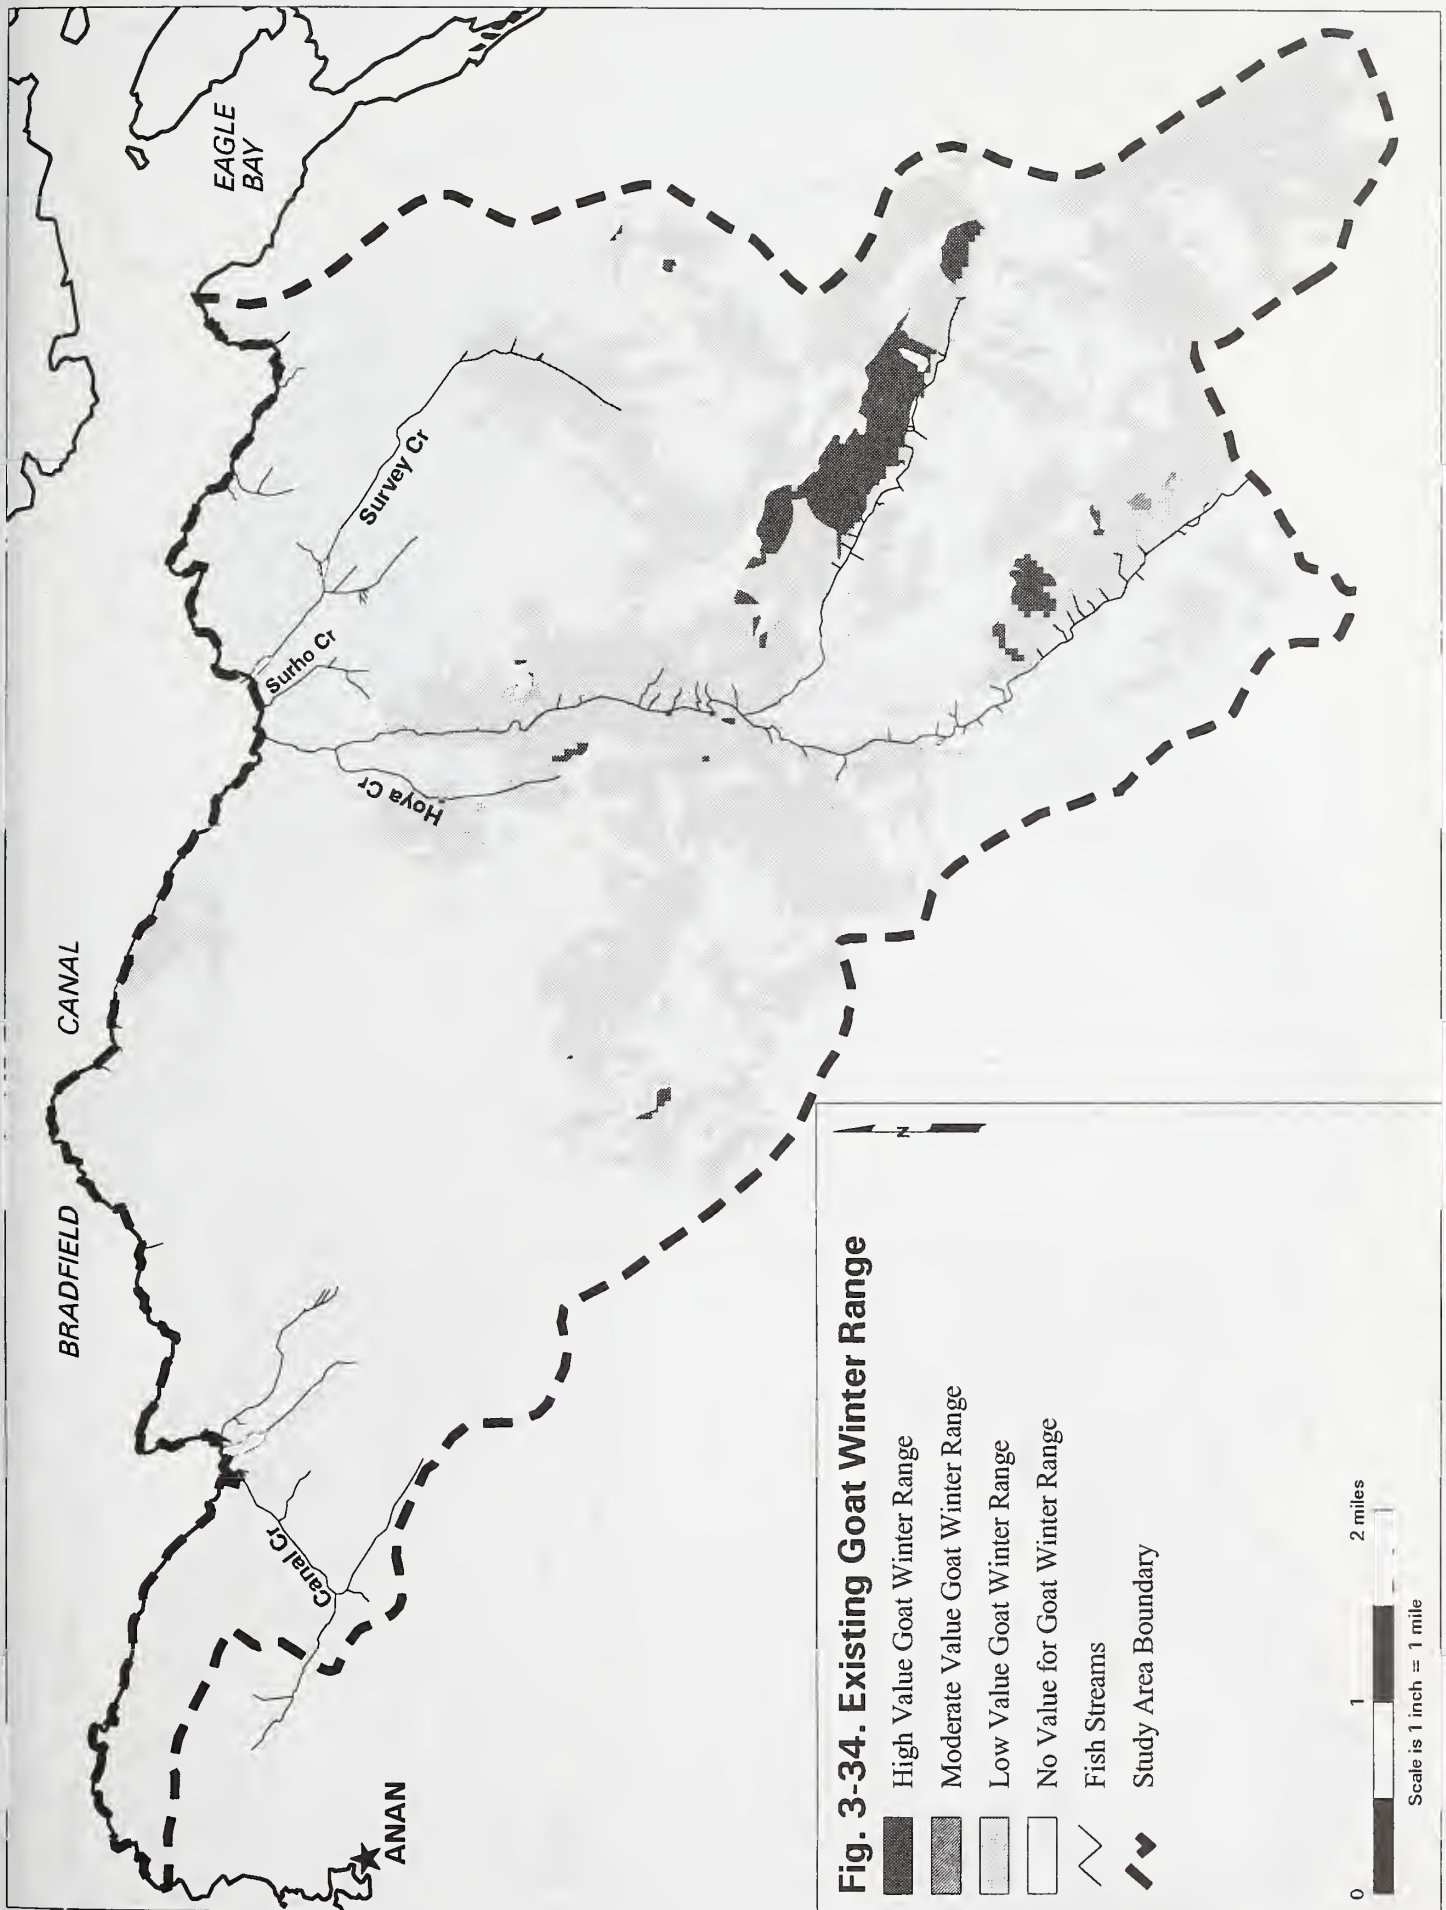 BRADFIELD CANAL
EAGLE
BAY
Survey Cr
Surho Cr
Hoya Cr
Canal Cr
ANAN
Fig. 3-34. Existing Goat Winter Range
High Value Goat Winter Range
Moderate Value Goat Winter Range
Low Value Goat Winter Range
No Value for Goat Winter Range
Fish Streams
Study Area Boundary
N
0 1 2 miles
Scale is 1 inch = 1 mile